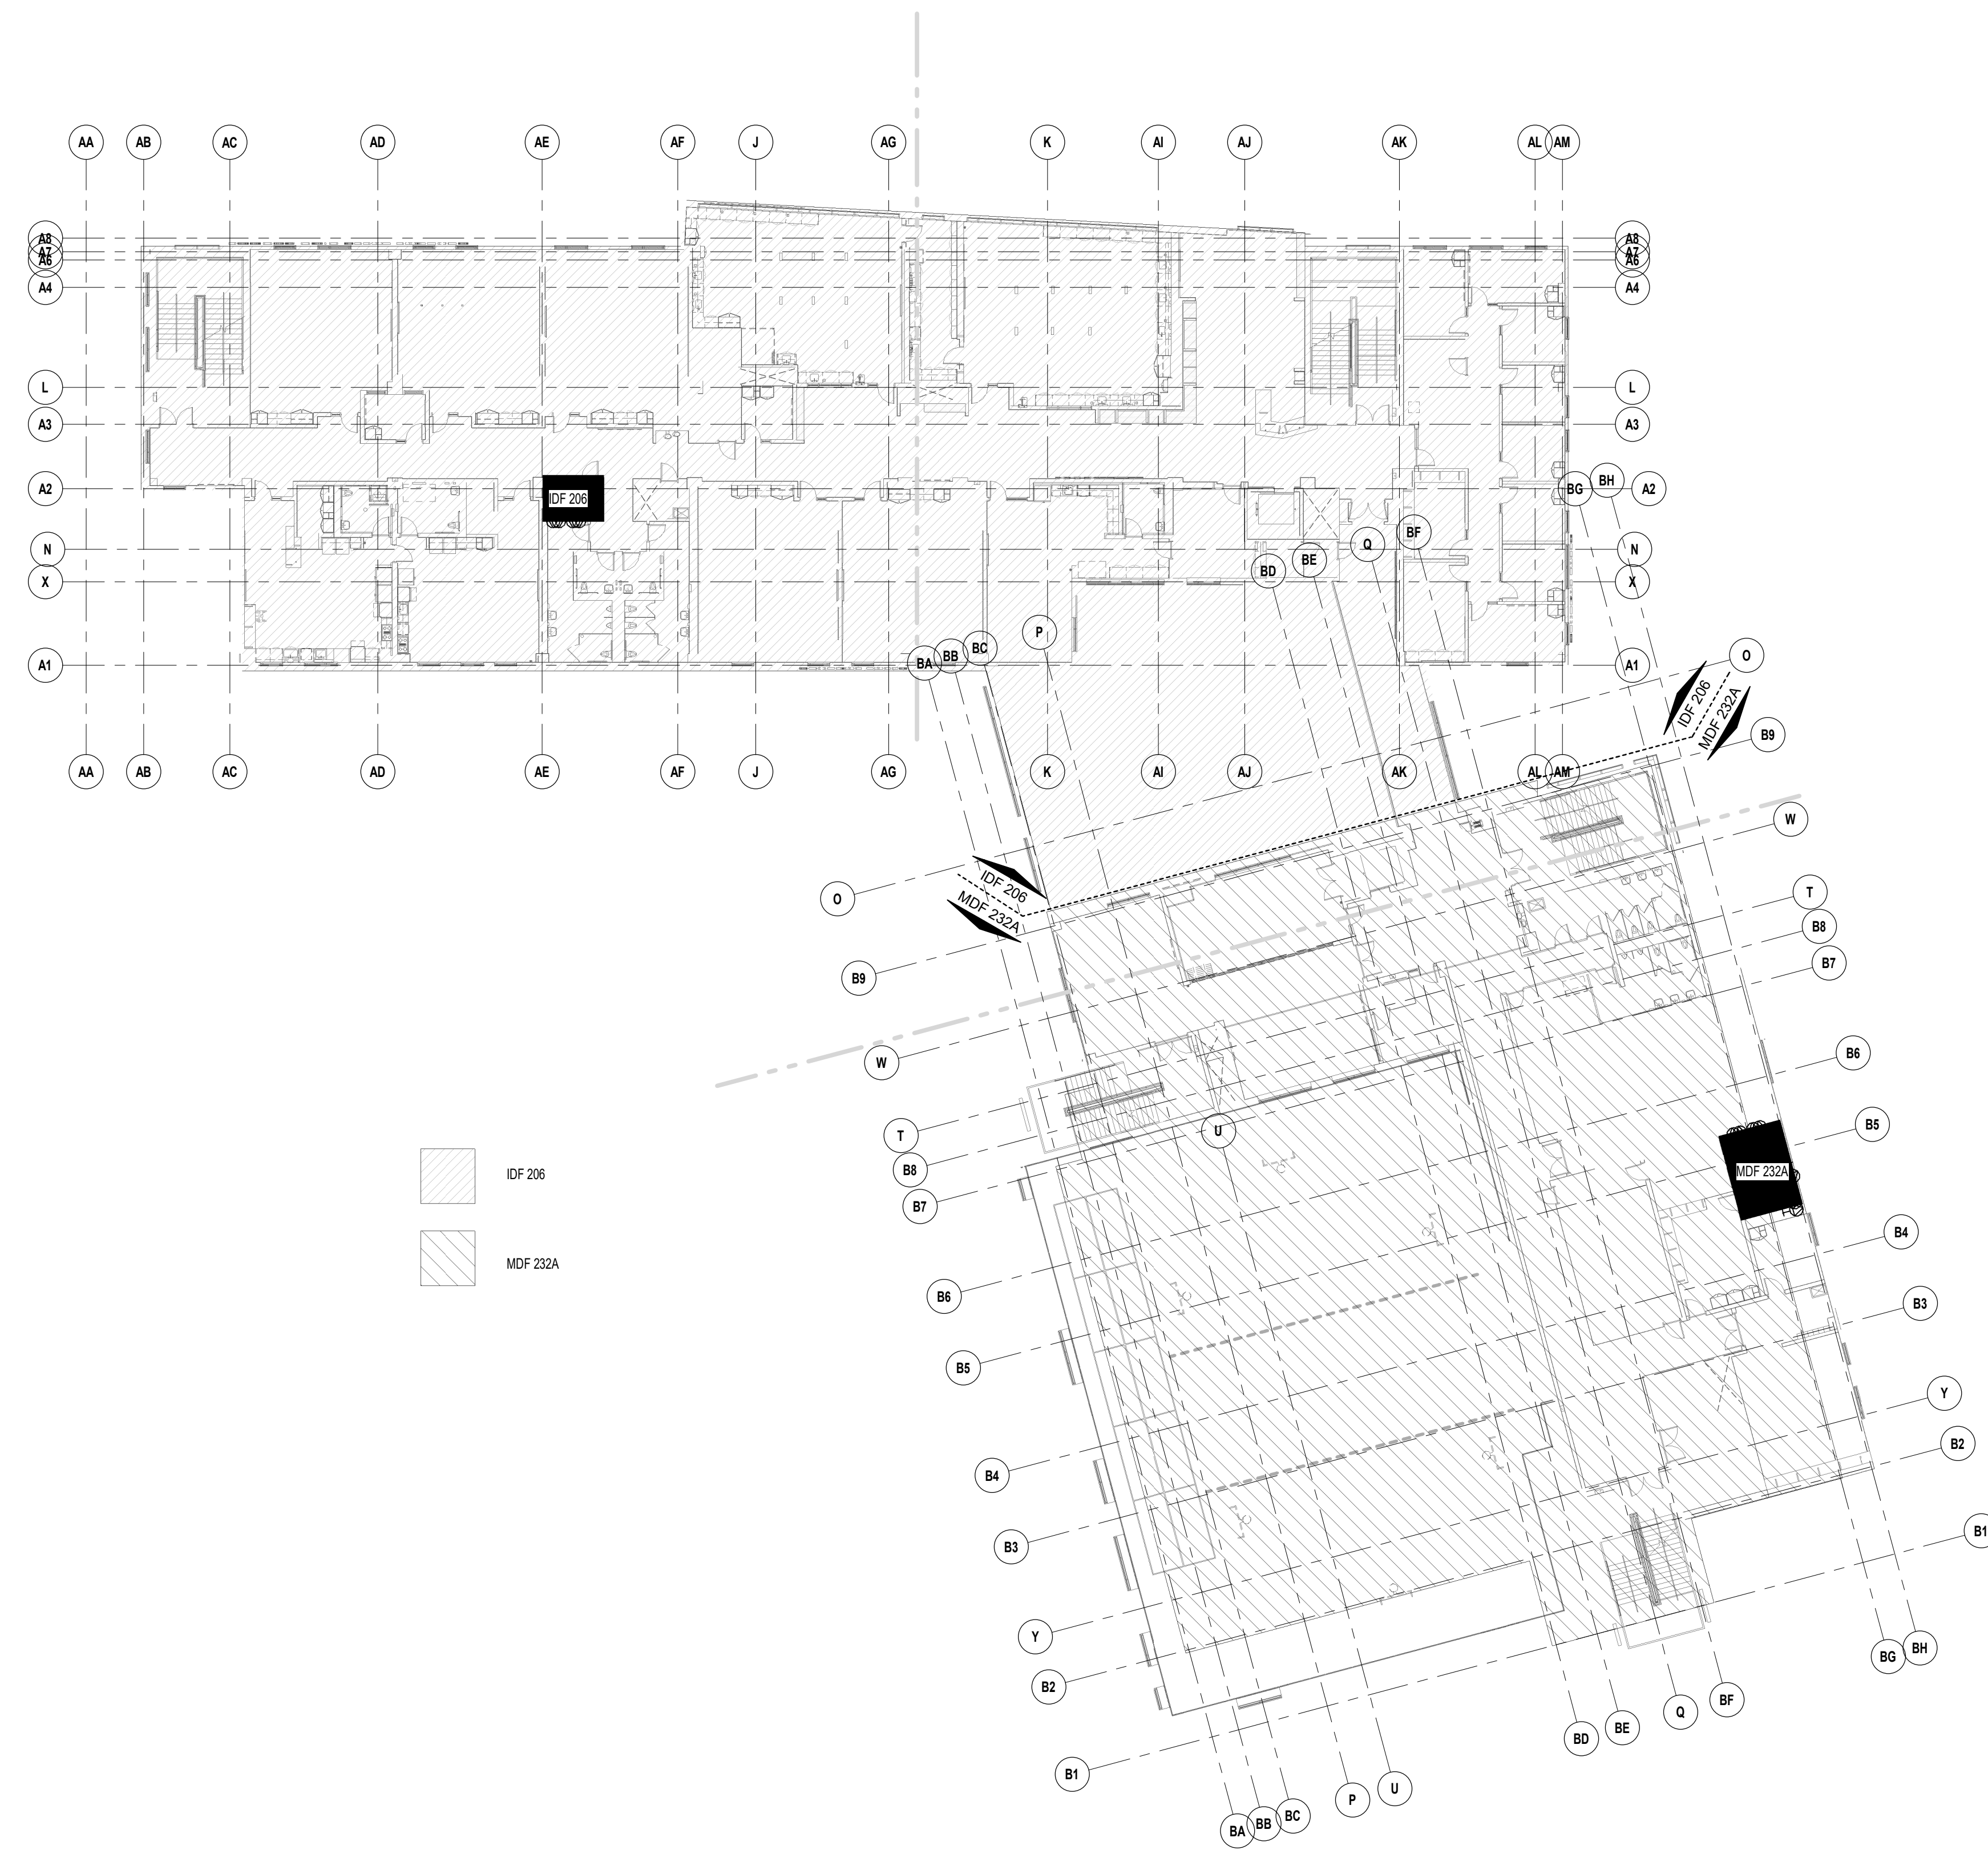 AA AB AC AD AE AF J AG K AI AJ AK AL AM
A8 A8
A7 A7
A6 A6
A4 A4
L L
A3 A3
BH
A2 IDF 206 BG A2
BF
Q
N N
BE
BD
X X
P
BC
BB
BA
A1 A1
O
IDF 206
MDF 232A
B9
AA AB AC AD AE AF J AG K AI AJ AK AL AM
W
IDF 206
O
T
MDF 232A
B8
B7
B9
B6
W
B5
U
T
IDF 206
B8
MDF 232A
B7
B4
MDF 232A
B6
B3
B5
Y
B2
B4
B1
B3
Y
BH
BG
B2
BF
Q
BE
BD
B1
U
P
BC
BB
BA